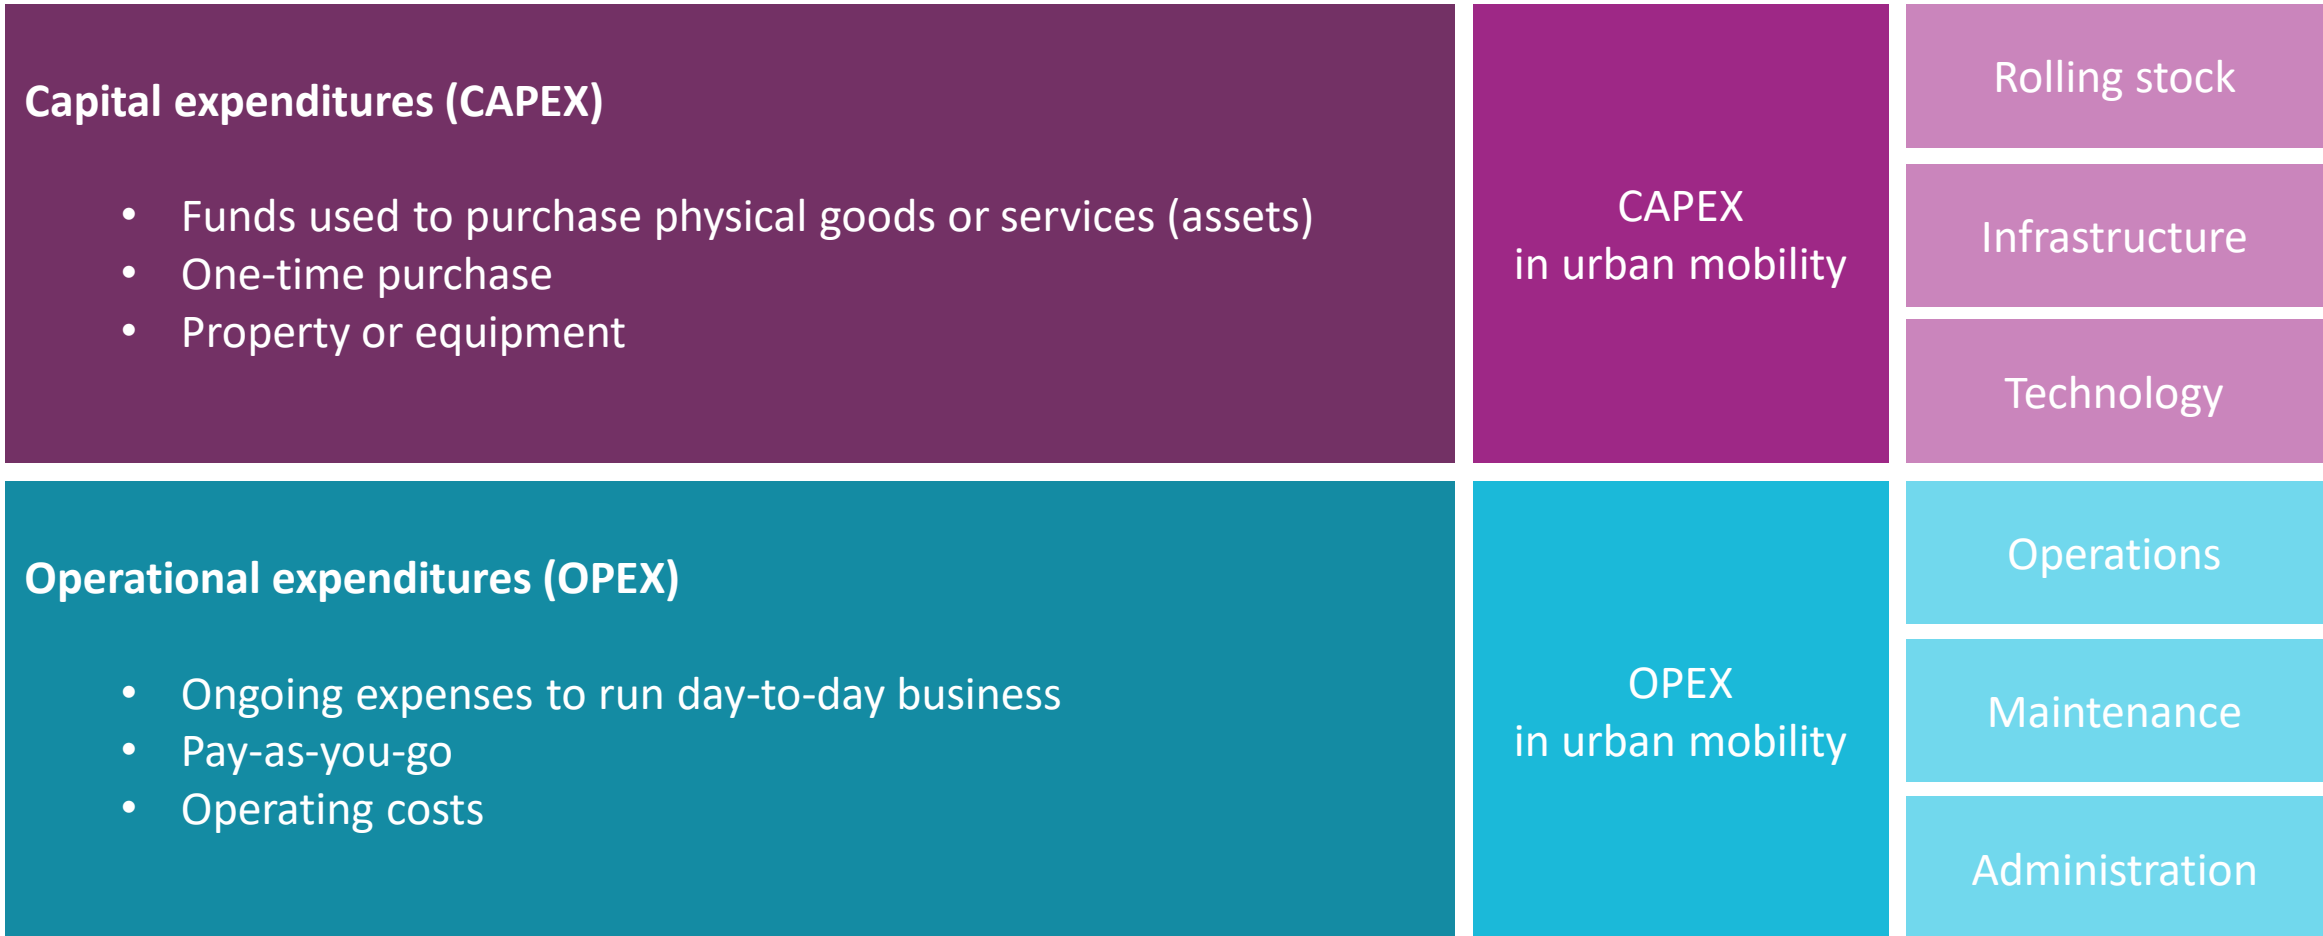 Capital expenditures (CAPEX)
• Funds used to purchase physical goods or services (assets)
• One-time purchase
• Property or equipment
CAPEX
in urban mobility
Rolling stock
Infrastructure
Technology
Operational expenditures (OPEX)
• Ongoing expenses to run day-to-day business
• Pay-as-you-go
• Operating costs
OPEX
in urban mobility
Operations
Maintenance
Administration